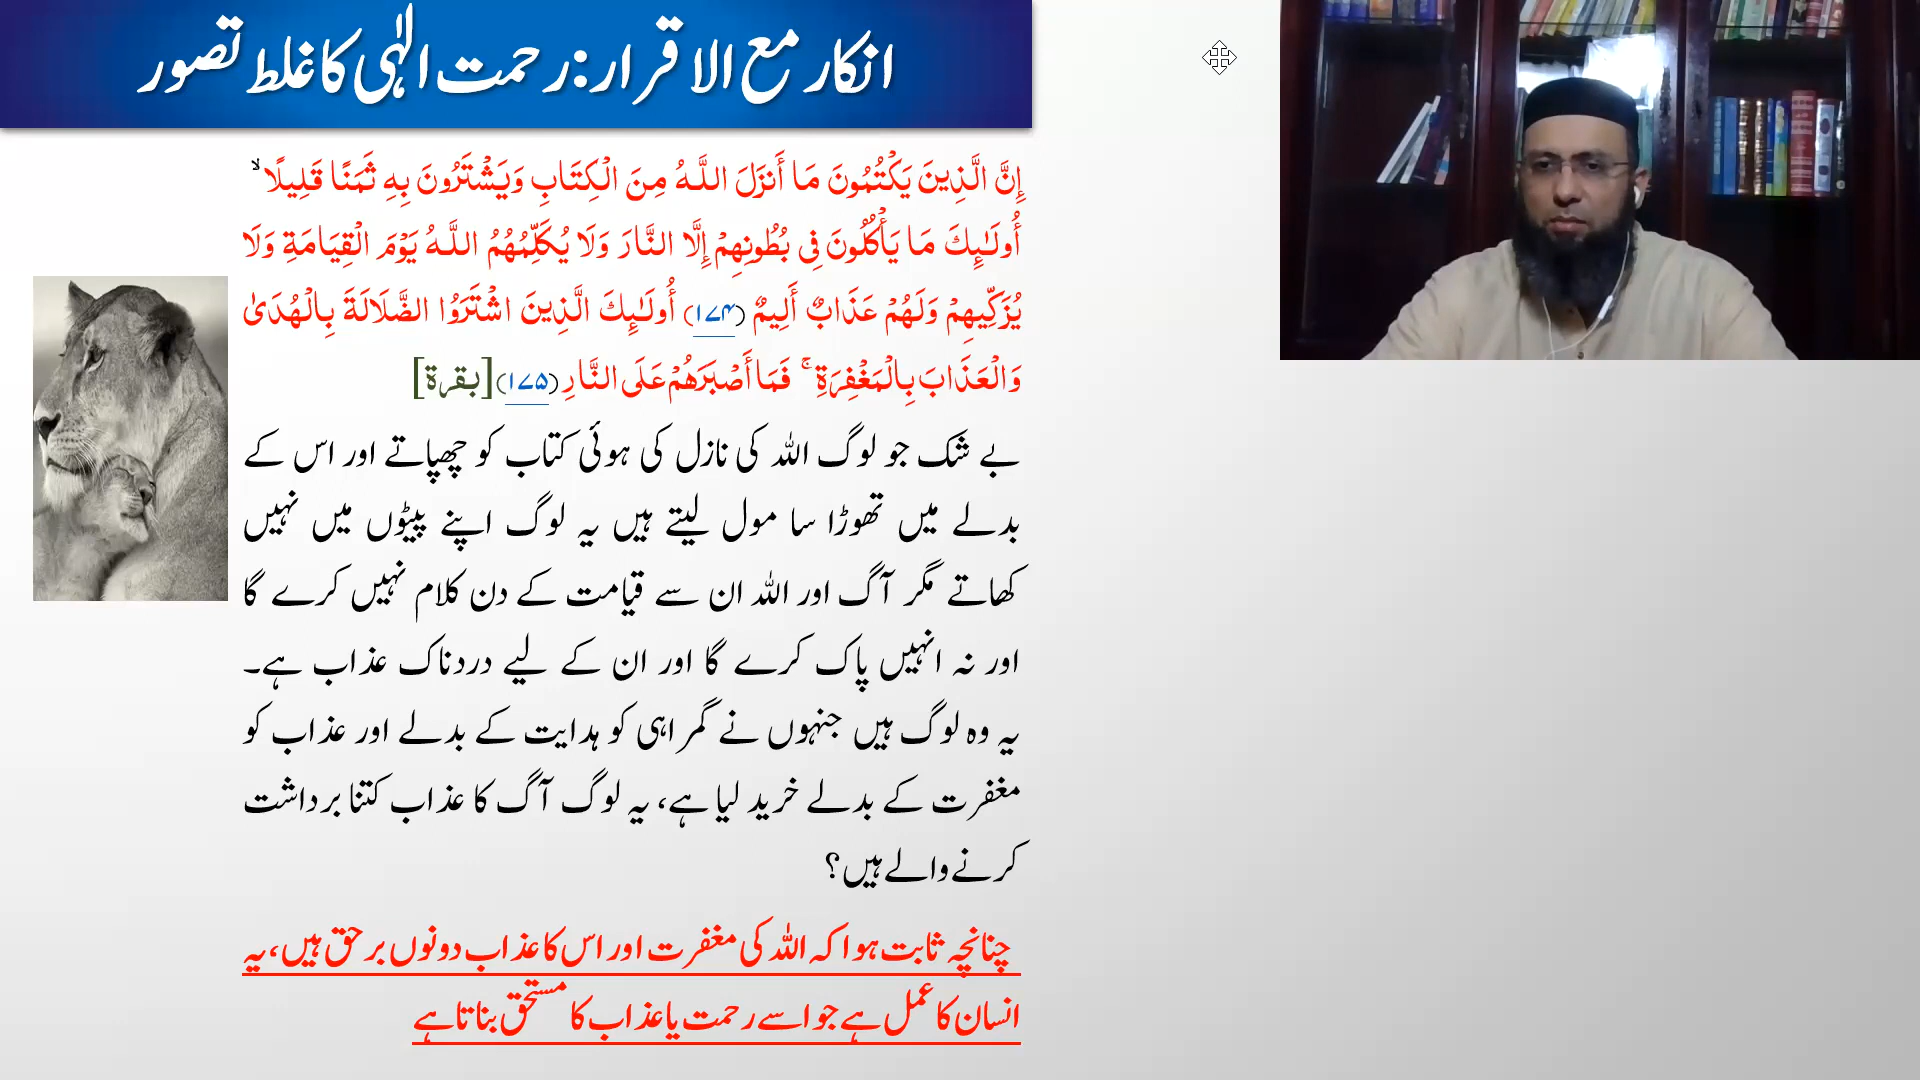 انکار مع الاقرار: رحمت الٰہی کا غلط تصور
إِنَّ الَّذِينَ يَكْتُمُونَ مَا أَنزَلَ اللَّهُ مِنَ الْكِتَابِ وَيَشْتَرُونَ بِهِ ثَمَنًا قَلِيلًا ۙ
أُولَٰئِكَ مَا يَأْكُلُونَ فِي بُطُونِهِمْ إِلَّا النَّارَ وَلَا يُكَلِّمُهُمُ اللَّهُ يَوْمَ الْقِيَامَةِ وَلَا
يُزَكِّيهِمْ وَلَهُمْ عَذَابٌ أَلِيمٌ ﴿۱۷۴﴾ أُولَٰئِكَ الَّذِينَ اشْتَرَوُا الضَّلَالَةَ بِالْهُدَىٰ
وَالْعَذَابَ بِالْمَغْفِرَةِ ۚ فَمَا أَصْبَرَهُمْ عَلَى النَّارِ ﴿۱۷۵﴾ [بقرة]
بے شک جو لوگ اللہ کی نازل کی ہوئی کتاب کو چھپاتے اور اس کے
بدلے میں تھوڑا سا مول لیتے ہیں یہ لوگ اپنے پیٹوں میں نہیں
کھاتے مگر آگ اور اللہ ان سے قیامت کے دن کلام نہیں کرے گا
اور نہ انہیں پاک کرے گا اور ان کے لیے دردناک عذاب ہے۔
یہ وہ لوگ ہیں جنہوں نے گمراہی کو ہدایت کے بدلے اور عذاب کو
مغفرت کے بدلے خرید لیا ہے، یہ لوگ آگ کا عذاب کتنا برداشت
کرنے والے ہیں؟
چنانچہ ثابت ہوا کہ اللہ کی مغفرت اور اس کا عذاب دونوں برحق ہیں، یہ
انسان کا عمل ہے جو اسے رحمت یا عذاب کا مستحق بناتا ہے